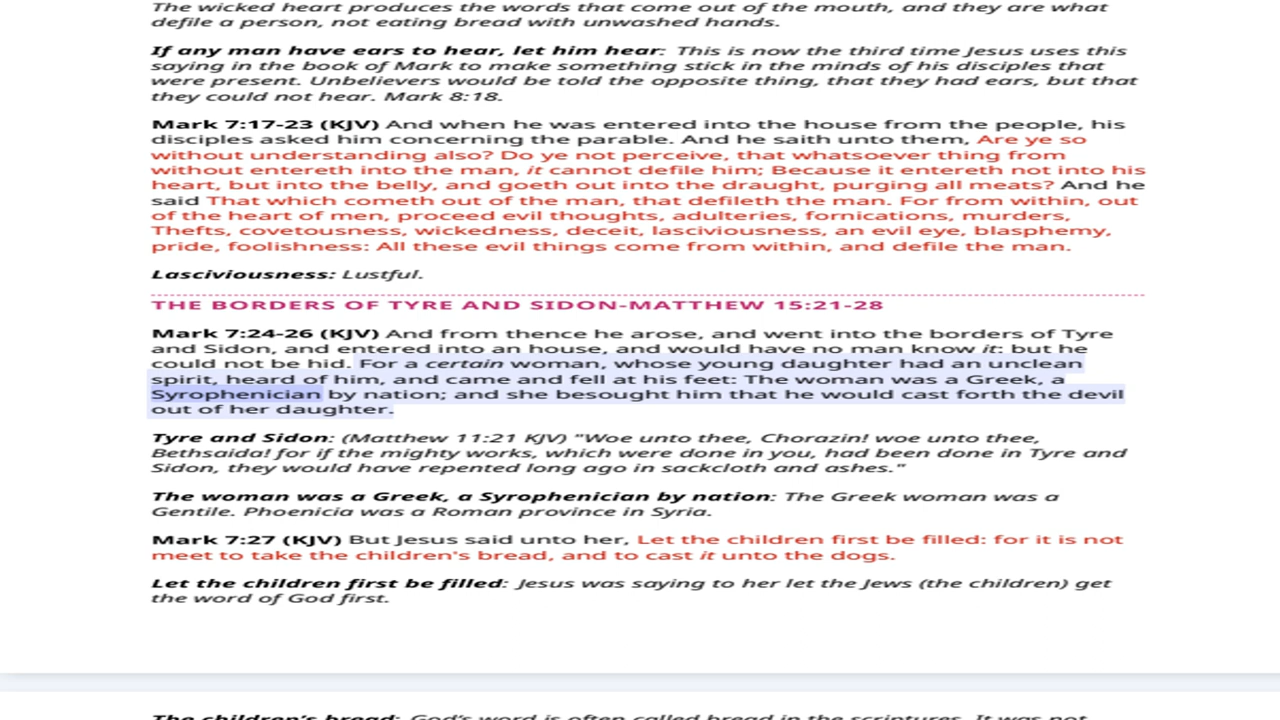 The wicked heart produces the words that come out of the mouth, and they are what
defile a person, not eating bread with unwashed hands.
If any man have ears to hear, let him hear: This is now the third time Jesus uses this
saying in the book of Mark to make something stick in the minds of his disciples that
were present. Unbelievers would be told the opposite thing, that they had ears, but that
they could not hear. Mark 8:18.
Mark 7:17-23 (KJV) And when he was entered into the house from the people, his
disciples asked him concerning the parable. And he saith unto them, Are ye so
without understanding also? Do ye not perceive, that whatsoever thing from
without entereth into the man, it cannot defile him; Because it entereth not into his
heart, but into the belly, and goeth out into the draught, purging all meats? And he
said That which cometh out of the man, that defileth the man. For from within, out
of the heart of men, proceed evil thoughts, adulteries, fornications, murders,
Thefts, covetousness, wickedness, deceit, lasciviousness, an evil eye, blasphemy,
pride, foolishness: All these evil things come from within, and defile the man.
Lasciviousness: Lustful.
THE BORDERS OF TYRE AND SIDON-MATTHEW 15:21-28
Mark 7:24-26 (KJV) And from thence he arose, and went into the borders of Tyre
and Sidon, and entered into an house, and would have no man know it: but he
could not be hid. For a certain woman, whose young daughter had an unclean
spirit, heard of him, and came and fell at his feet: The woman was a Greek, a
Syrophenician by nation; and she besought him that he would cast forth the devil
out of her daughter.
Tyre and Sidon: (Matthew 11:21 KJV) "Woe unto thee, Chorazin! woe unto thee,
Bethsaida! for if the mighty works, which were done in you, had been done in Tyre and
Sidon, they would have repented long ago in sackcloth and ashes."
The woman was a Greek, a Syrophenician by nation: The Greek woman was a
Gentile. Phoenicia was a Roman province in Syria.
Mark 7:27 (KJV) But Jesus said unto her, Let the children first be filled: for it is not
meet to take the children's bread, and to cast it unto the dogs.
Let the children first be filled: Jesus was saying to her let the Jews (the children) get
the word of God first.
The children's bread: God's word is often called bread in the scriptures. It was not